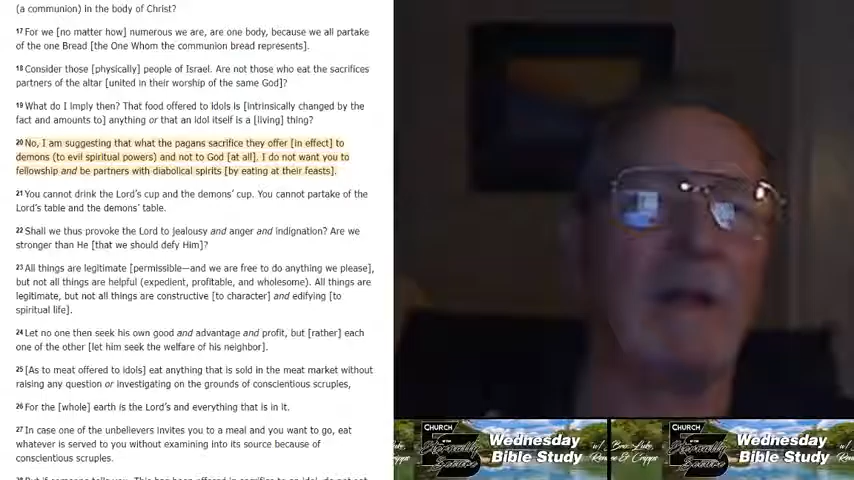 (a communion) in the body of Christ?
17 For we [no matter how] numerous we are, are one body, because we all partake
of the one Bread [the One Whom the communion bread represents].
18 Consider those [physically] people of Israel. Are not those who eat the sacrifices
partners of the altar [united in their worship of the same God]?
19 What do I imply then? That food offered to idols is [intrinsically changed by the
fact and amounts to] anything or that an idol itself is a [living] thing?
20 No, I am suggesting that what the pagans sacrifice they offer [in effect] to
demons (to evil spiritual powers) and not to God [at all]. I do not want you to
fellowship and be partners with diabolical spirits [by eating at their feasts].
21 You cannot drink the Lord's cup and the demons' cup. You cannot partake of the
Lord's table and the demons' table.
22 Shall we thus provoke the Lord to jealousy and anger and indignation? Are we
stronger than He [that we should defy Him]?
23 All things are legitimate [permissible—and we are free to do anything we please],
but not all things are helpful (expedient, profitable, and wholesome). All things are
legitimate, but not all things are constructive [to character] and edifying [to
spiritual life].
24 Let no one then seek his own good and advantage and profit, but [rather] each
one of the other [let him seek the welfare of his neighbor].
25 [As to meat offered to idols] eat anything that is sold in the meat market without
raising any question or investigating on the grounds of conscientious scruples,
26 For the [whole] earth is the Lord's and everything that is in it.
27 In case one of the unbelievers invites you to a meal and you want to go, eat
whatever is served to you without examining into its source because of
conscientious scruples.
CHURCH
OF THE
Eternally
Secure
Wednesday
Bible Study
CHURCH
OF THE
Eternally
Secure
Wednesday
Bible Study